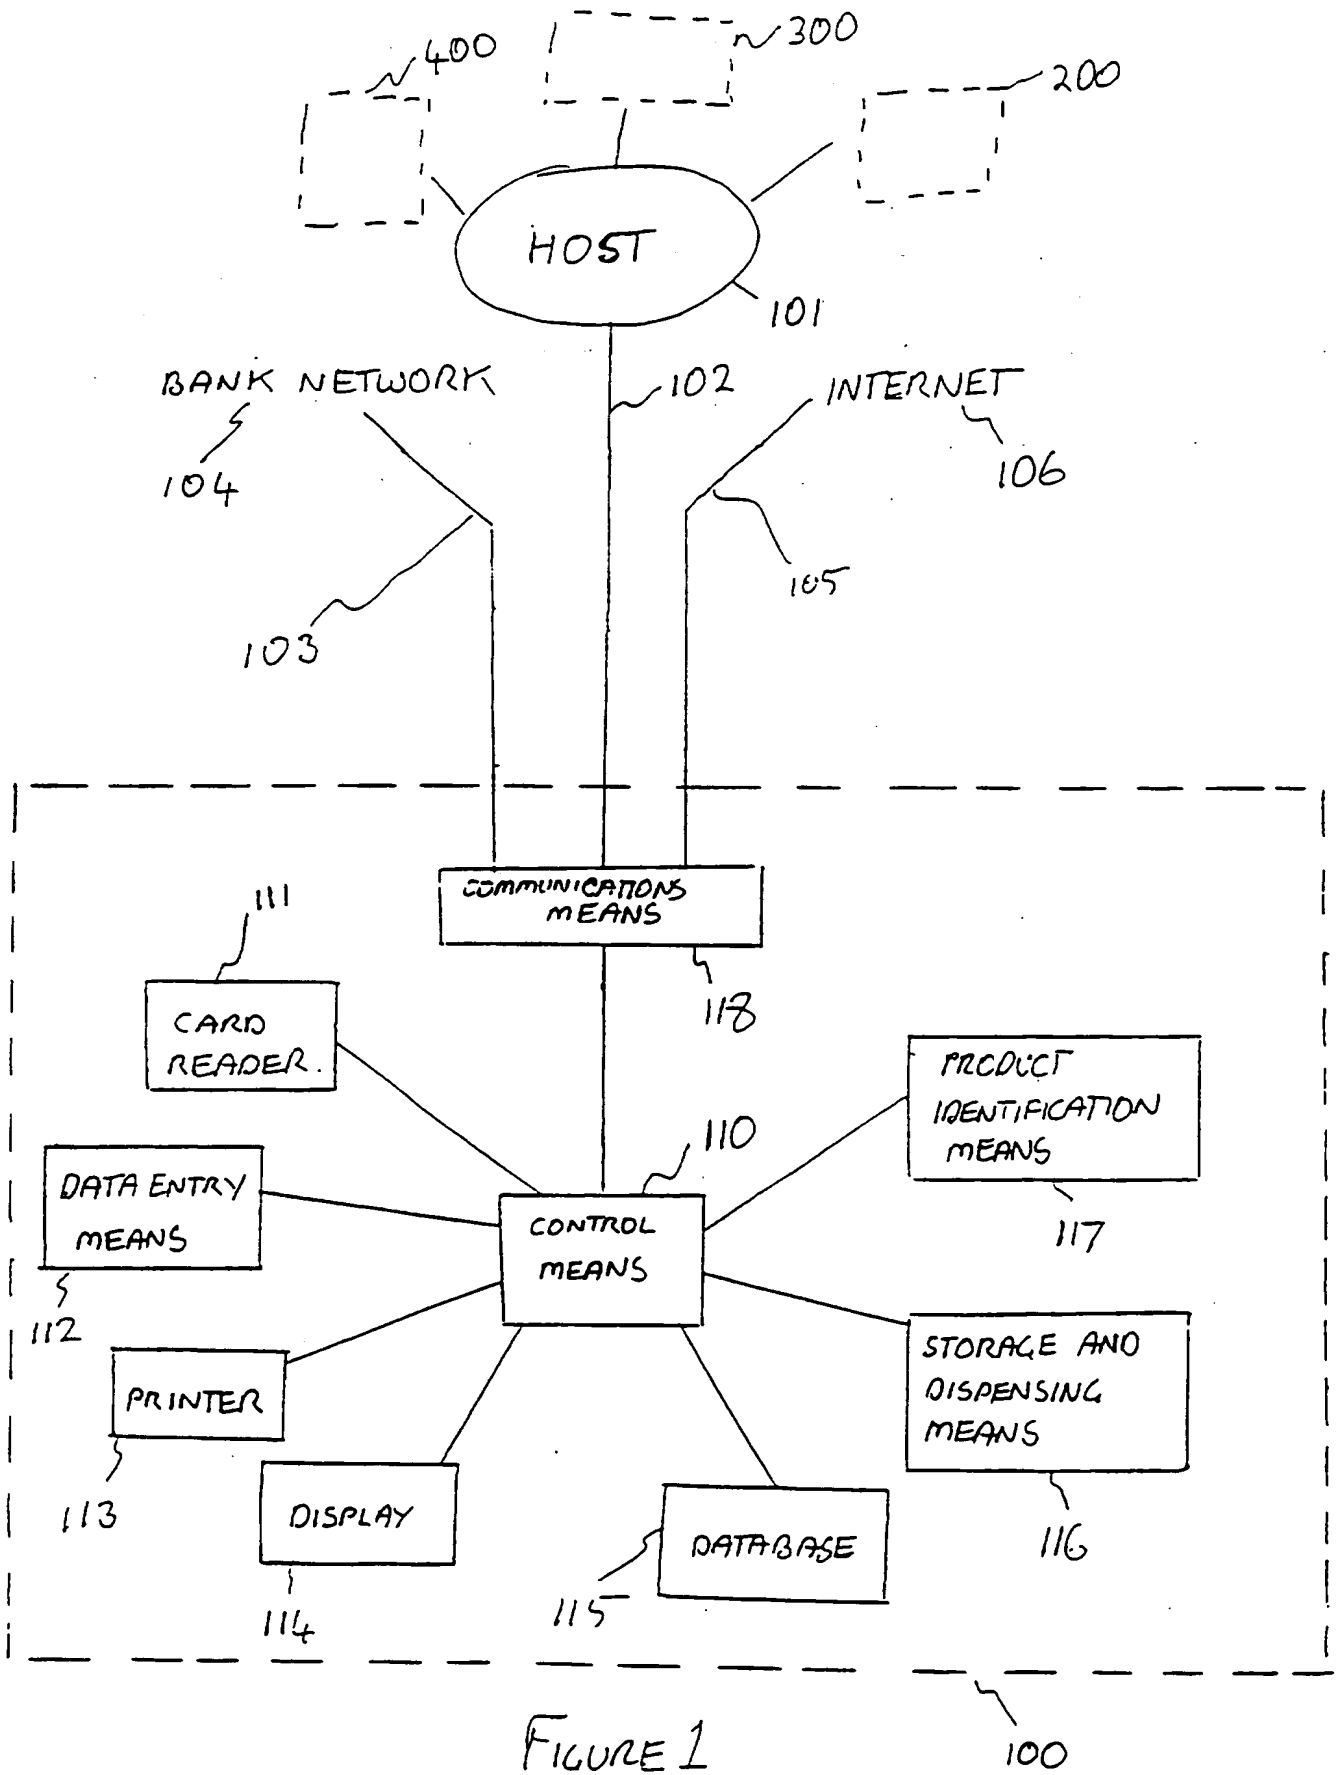 400
300
200
HOST
101
BANK NETWORK
102
INTERNET
104
106
105
103
COMMUNICATIONS
MEANS
111
118
CARD
READER.
PRODUCT
IDENTIFICATION
MEANS
110
117
DATA ENTRY
MEANS
CONTROL
MEANS
112
STORAGE AND
DISPENSING
MEANS
PRINTER
113
DISPLAY
DATABASE
116
114
115
100
FIGURE 1